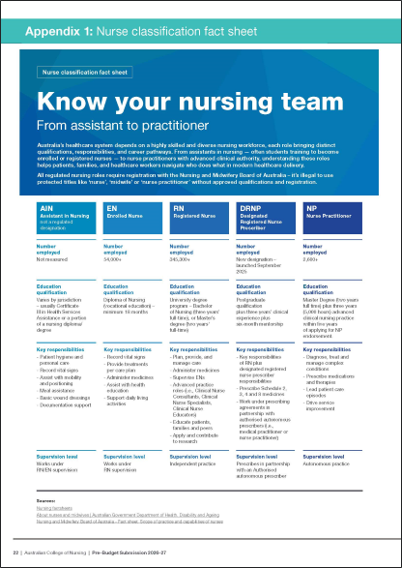 Appendix 1: Nurse classification fact sheet
Nurse classification fact sheet
Know your nursing team
From assistant to practitioner
Australia's healthcare system depends on a highly skilled and diverse nursing workforce, each role bringing distinct
qualifications, responsibilities, and career pathways. From assistants in nursing — often students training to become
enrolled or registered nurses — to nurse practitioners with advanced clinical authority, understanding these roles
helps patients, families, and healthcare workers navigate who does what in modern healthcare delivery.
All regulated nursing roles require registration with the Nursing and Midwifery Board of Australia – it's illegal to use
protected titles like 'nurse', 'midwife' or 'nurse practitioner' without approved qualifications and registration.
AIN
Assistant in Nursing
not a regulated
designation
Number
employed
Not measured
Education
qualification
Varies by jurisdiction
– usually Certificate
III in Health Services
Assistance or a portion
of a nursing diploma/
degree
Key responsibilities
- Patient hygiene and
personal care
- Record vital signs
- Assist with mobility
and positioning
- Meal assistance
- Basic wound dressings
- Documentation support
Supervision level
Works under
RN/EN supervision
EN
Enrolled Nurse
Number
employed
Education
qualification
Diploma of Nursing
(vocational education) –
minimum 18 months
Key responsibilities
- Record vital signs
- Provide treatments
per care plan
- Administer medicines
- Assist with health
education
- Support daily living
activities
Supervision level
Works under
RN supervision
RN
Registered Nurse
Number
employed
Education
qualification
University degree
program – Bachelor
of Nursing (three years'
full-time), or Master's
degree (two years'
full-time)
Key responsibilities
- Plan, provide, and
manage care
- Administer medicines
- Supervise ENs
- Advanced practice
roles (i.e., Clinical Nurse
Consultants, Clinical
Nurse Specialists,
Clinical Nurse
Educators)
- Educate patients,
families and peers
- Apply and contribute
to research
Supervision level
Independent practice
DRNP
Designated
Registered Nurse
Prescriber
Number
employed
New designation –
launched September
2025
Education
qualification
Postgraduate
qualification
plus three years' clinical
experience plus
six-month mentorship
Key responsibilities
- Key responsibilities
of RN plus
designated registered
nurse prescriber
responsibilities
- Prescribe Schedule 2,
3, 4 and 8 medicines
- Work under prescribing
agreements in
partnership with
authorised autonomous
prescribers (i.e.,
medical practitioner or
nurse practitioner)
Supervision level
Prescribes in partnership
with an Authorised
autonomous prescriber
NP
Nurse Practitioner
Number
employed
Education
qualification
Master Degree (two years
full time) plus three years
(5,000 hours) advanced
clinical nursing practice
within five years
of applying for NP
endorsement
Key responsibilities
- Diagnose, treat and
manage complex
conditions
- Prescribe medications
and therapies
- Lead patient care
episodes
- Drive service
improvement
Supervision level
Autonomous practice
Sources:
Nursing factsheets
About nurses and midwives | Australian Government Department of Health, Disability and Ageing
Nursing and Midwifery Board of Australia - Fact sheet: Scope of practice and capabilities of nurses
22 | Australian College of Nursing | Pre-Budget Submission 2026-27